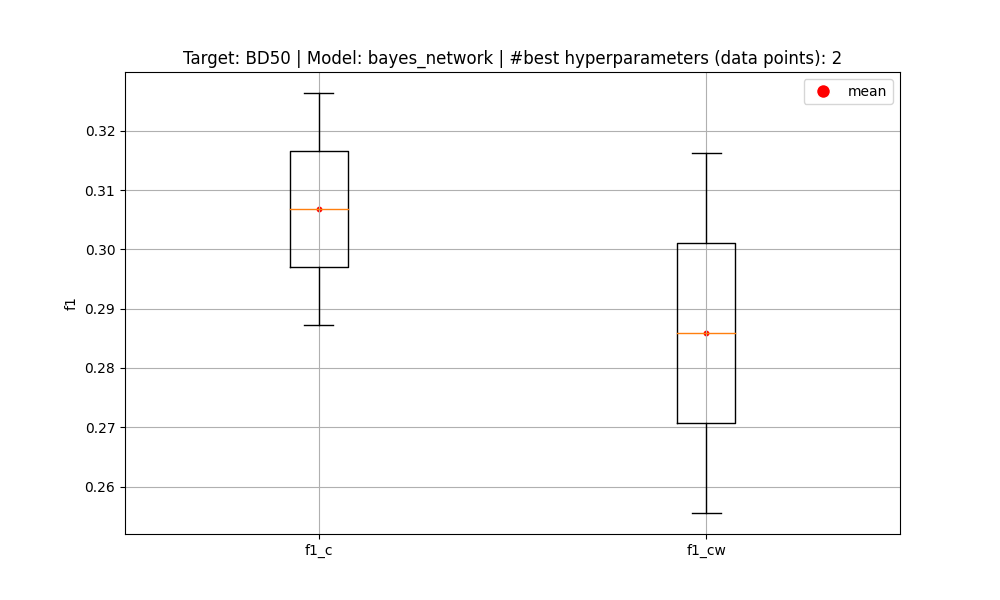 Target: BD50 | Model: bayes_network | #best hyperparameters (data points): 2
mean
0.32
0.31
0.30
0.29
0.28
0.27
0.26
f1
f1_c
f1_cw